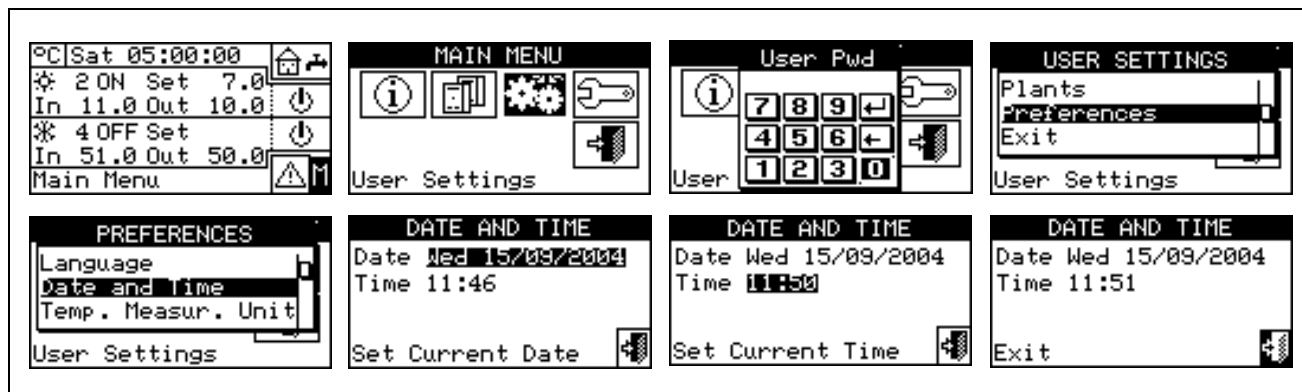 °C Sat 05:00:00
2 ON Set 7.0
In 11.0 Out 10.0
4 OFF Set
In 51.0 Out 50.0
Main Menu M
MAIN MENU
i
User Settings
User Pwd
i
7 8 9 ↵
4 5 6 ←
1 2 3 0
User
USER SETTINGS
Plants
Preferences
Exit
User Settings
PREFERENCES
Language
Date and Time
Temp. Measur. Unit
User Settings
DATE AND TIME
Date Wed 15/09/2004
Time 11:46
Set Current Date
DATE AND TIME
Date Wed 15/09/2004
Time 11:50
Set Current Time
DATE AND TIME
Date Wed 15/09/2004
Time 11:51
Exit